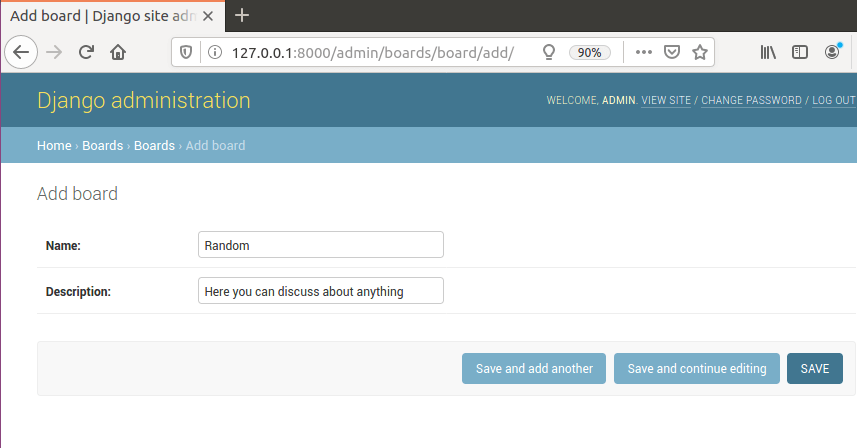 Add board | Django site adn
127.0.0.1:8000/admin/boards/board/add/
90%
Django administration
WELCOME, ADMIN. VIEW SITE / CHANGE PASSWORD / LOG OUT
Home › Boards › Boards › Add board
Add board
Name:
Random
Description:
Here you can discuss about anything
Save and add another
Save and continue editing
SAVE